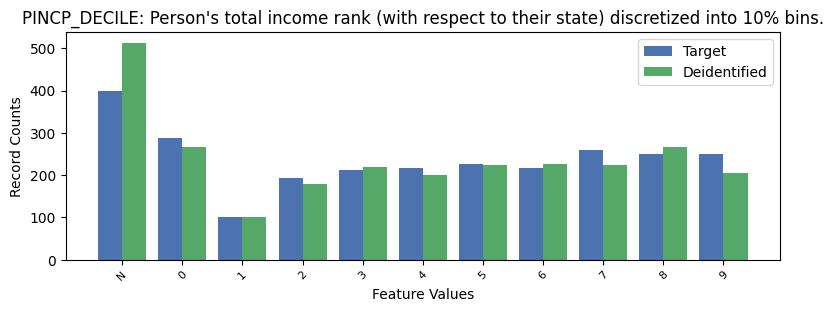 PINCP_DECILE: Person's total income rank (with respect to their state) discretized into 10% bins.
500
400
300
200
100
0
Record Counts
Target
Deidentified
N 0 1 2 3 4 5 6 7 8 9
Feature Values